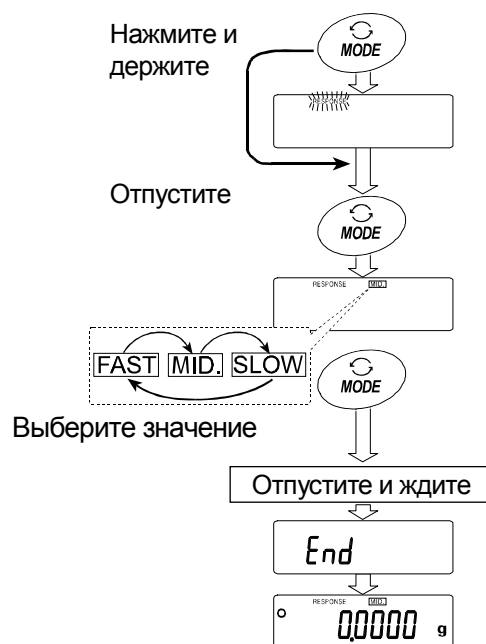 Нажмите и
держите
MODE
RESPONSE
Отпустите
MODE
RESPONSE MID.
FAST MID. SLOW
MODE
Выберите значение
Отпустите и ждите
End
RESPONSE MID.
0.0000 g